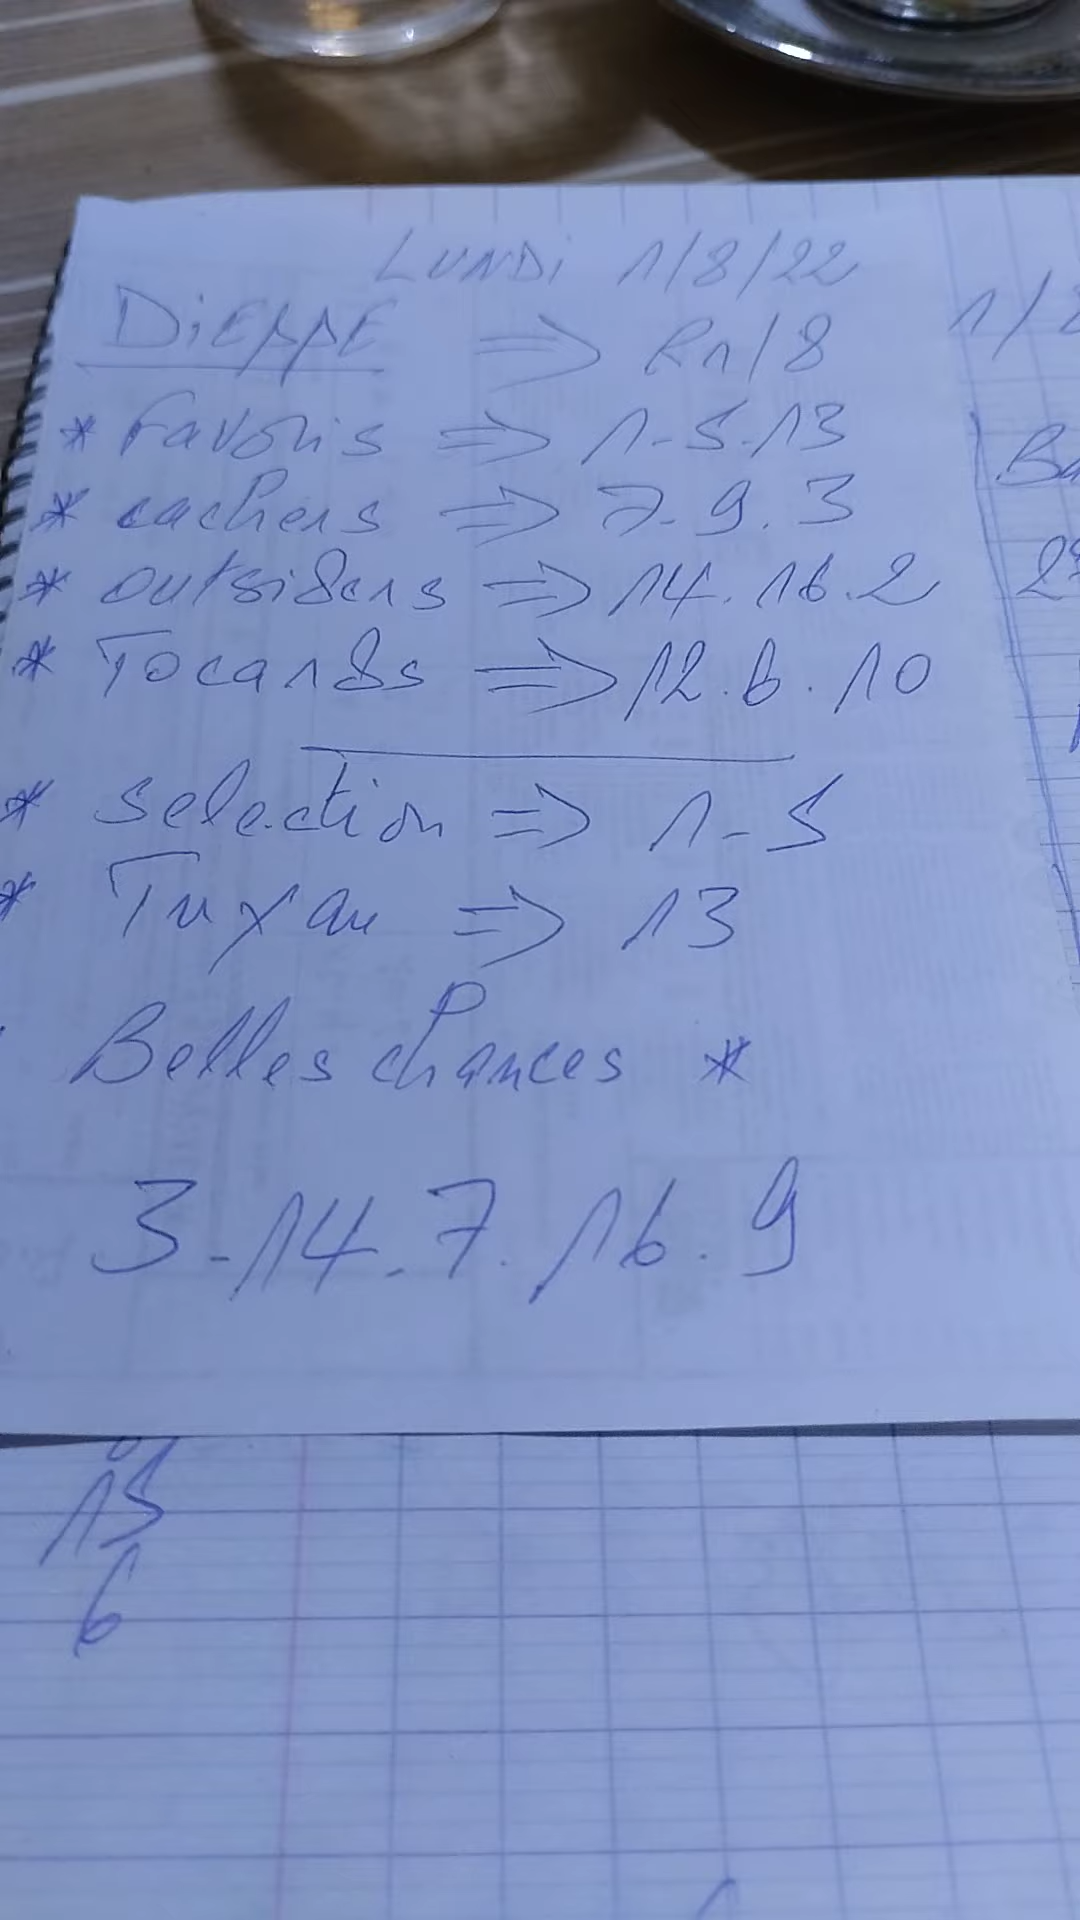 LUNDi 1/8/22
DiEPPE => R1/8
* Favoris => 1-5-13
* cachers => 7.9.3
* outsiders => 14.16.2
* Tocards => 12.6.10
* Selection => 1-5
* Tuyau => 13
Belles chances *
3-14.7.16.9
15
6